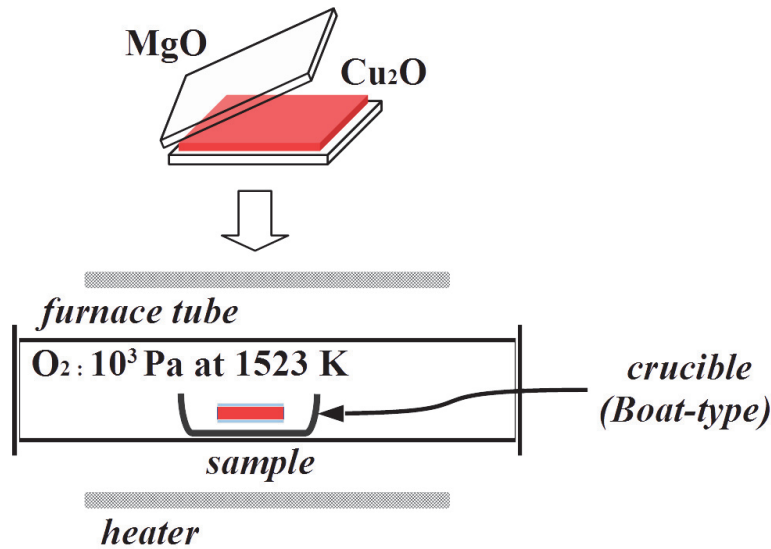 MgO
Cu₂O
furnace tube
O₂ : 10³ Pa at 1523 K
crucible
(Boat-type)
sample
heater